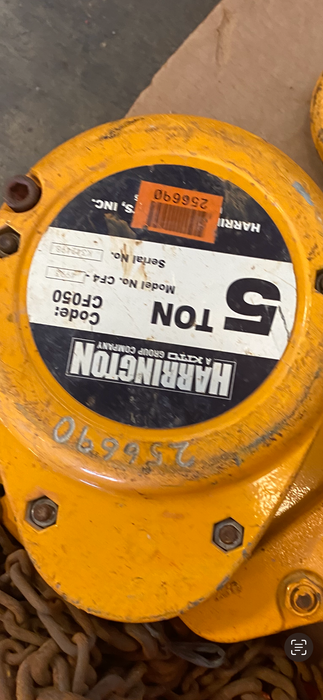 HARRINGTON
A KITO GROUP COMPANY
5 TON
Code:
CF050
Model No. CF4
Serial No.
HARRI
S, INC.
256690
256690